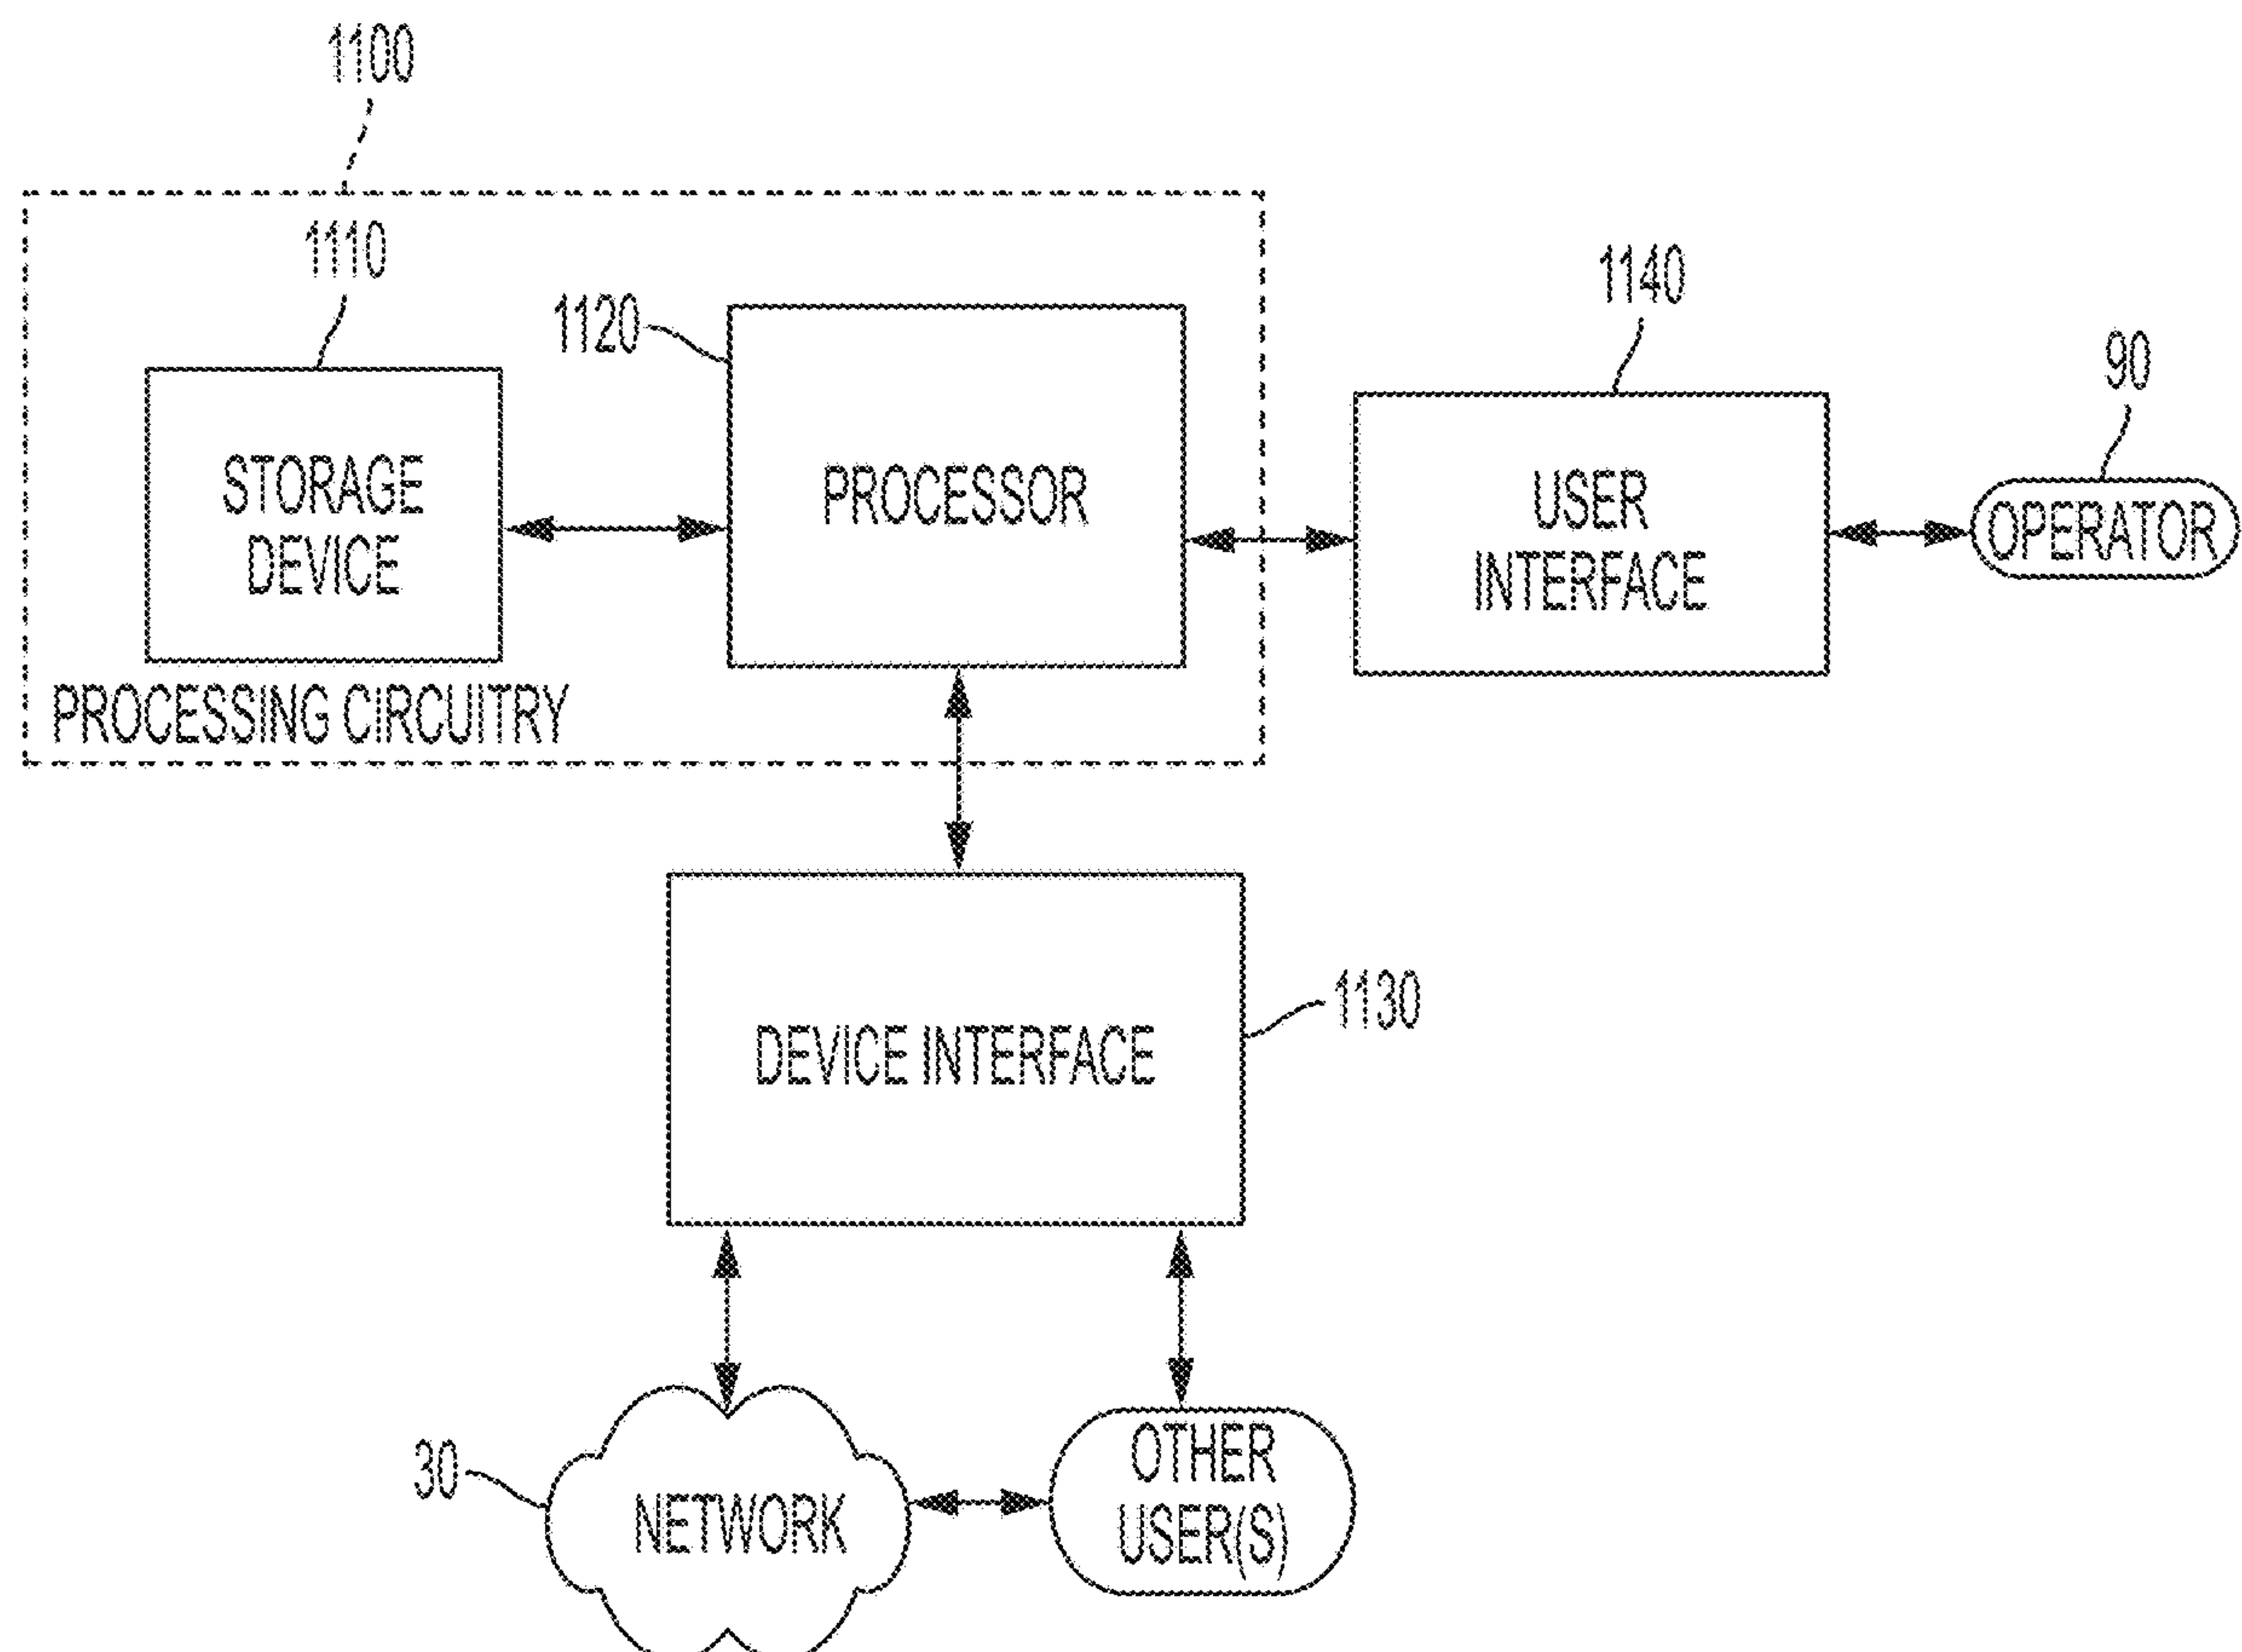 1100
1110
1120
1140
90
STORAGE
DEVICE
PROCESSOR
USER
INTERFACE
OPERATOR
PROCESSING CIRCUITRY
1130
DEVICE INTERFACE
30
NETWORK
OTHER
USER(S)